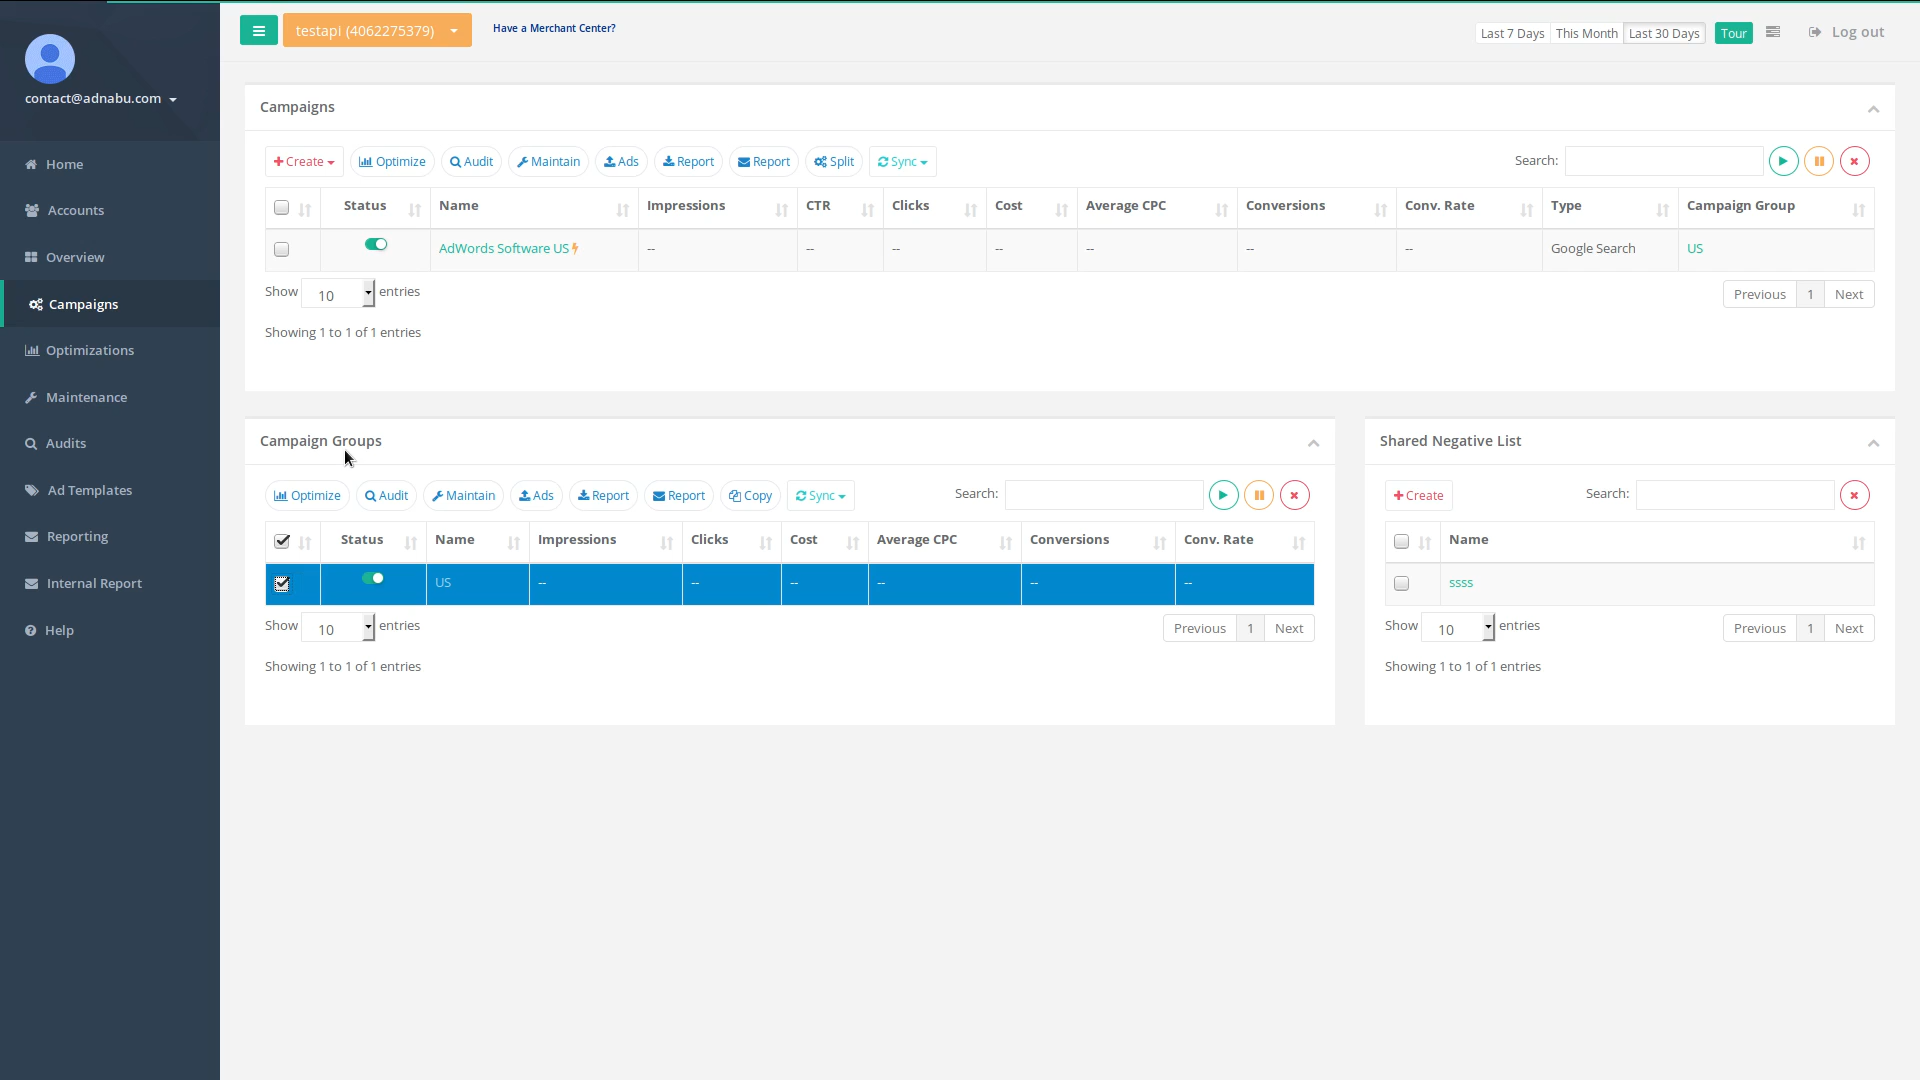 testapi (4062275379)
Have a Merchant Center?
Last 7 Days This Month Last 30 Days Tour Log out
contact@adnabu.com
Home
Accounts
Overview
Campaigns
Optimizations
Maintenance
Audits
Ad Templates
Reporting
Internal Report
Help
Campaigns
Create Optimize Audit Maintain Ads Report Report Split Sync Search:
Status Name Impressions CTR Clicks Cost Average CPC Conversions Conv. Rate Type Campaign Group
AdWords Software US -- -- -- -- -- -- -- Google Search US
Show 10 entries Previous 1 Next
Showing 1 to 1 of 1 entries
Campaign Groups
Optimize Audit Maintain Ads Report Report Copy Sync Search:
Status Name Impressions Clicks Cost Average CPC Conversions Conv. Rate
US -- -- -- -- -- --
Show 10 entries Previous 1 Next
Showing 1 to 1 of 1 entries
Shared Negative List
Create Search:
Name
ssss
Show 10 entries Previous 1 Next
Showing 1 to 1 of 1 entries